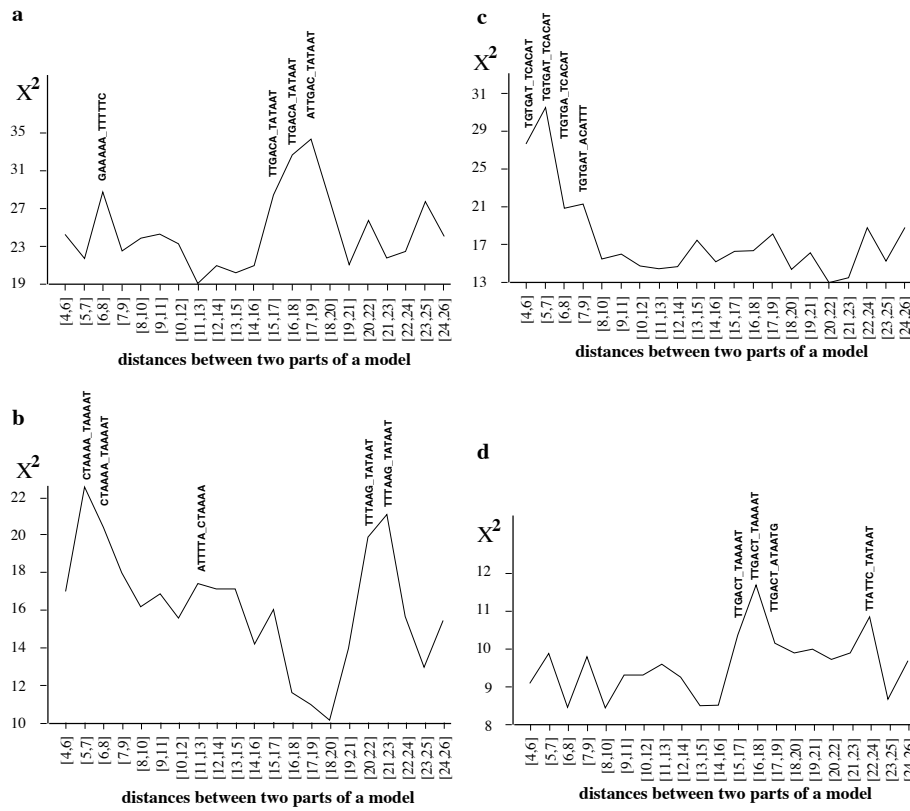 a
X2
GAAAAA_TTTTTC
TTGACA_TATAAT
TTGACA_TATAAT
ATTGAC_TATAAT
35
31
27
23
19
[4,6] [5,7] [6,8] [7,9] [8,10] [9,11] [10,12] [11,13] [12,14] [13,15] [14,16] [15,17] [16,18] [17,19] [18,20] [19,21] [20,22] [21,23] [22,24] [23,25] [24,26]
distances between two parts of a model
c
X2
TGTGAT_TCACAT
TGTGAT_TCACAT
TTGTGA_TCACAT
TGTGAT_ACATTT
31
29
25
21
17
13
[4,6] [5,7] [6,8] [7,9] [8,10] [9,11] [10,12] [11,13] [12,14] [13,15] [14,16] [15,17] [16,18] [17,19] [18,20] [19,21] [20,22] [21,23] [22,24] [23,25] [24,26]
distances between two parts of a model
b
X2
CTAAAA_TAAAAT
CTAAAA_TAAAAT
ATTTTA_CTAAAA
TTTAAG_TATAAT
TTTAAG_TATAAT
22
20
18
16
14
12
10
[4,6] [5,7] [6,8] [7,9] [8,10] [9,11] [10,12] [11,13] [12,14] [13,15] [14,16] [15,17] [16,18] [17,19] [18,20] [19,21] [20,22] [21,23] [22,24] [23,25] [24,26]
distances between two parts of a model
d
X2
TTGACT_TAAAAT
TTGACT_TAAAAT
TTGACT_ATAATG
TTATTC_TATAAT
12
11
10
9
8
[4,6] [5,7] [6,8] [7,9] [8,10] [9,11] [10,12] [11,13] [12,14] [13,15] [14,16] [15,17] [16,18] [17,19] [18,20] [19,21] [20,22] [21,23] [22,24] [23,25] [24,26]
distances between two parts of a model